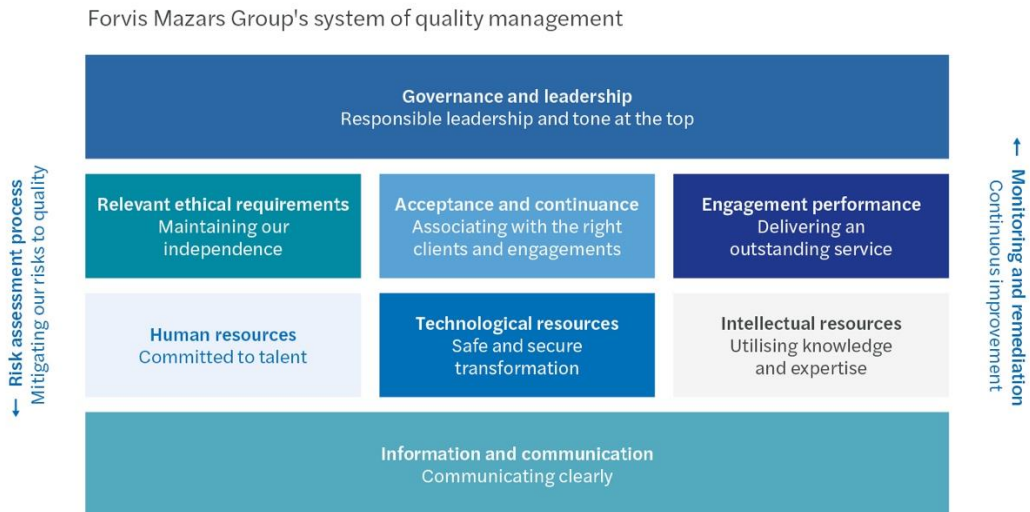 Forvis Mazars Group's system of quality management
Governance and leadership
Responsible leadership and tone at the top
← Risk assessment process
Mitigating our risks to quality
Relevant ethical requirements
Maintaining our
independence
Acceptance and continuance
Associating with the right
clients and engagements
Engagement performance
Delivering an
outstanding service
Human resources
Committed to talent
Technological resources
Safe and secure
transformation
Intellectual resources
Utilising knowledge
and expertise
← Monitoring and remediation
Continuous improvement
Information and communication
Communicating clearly